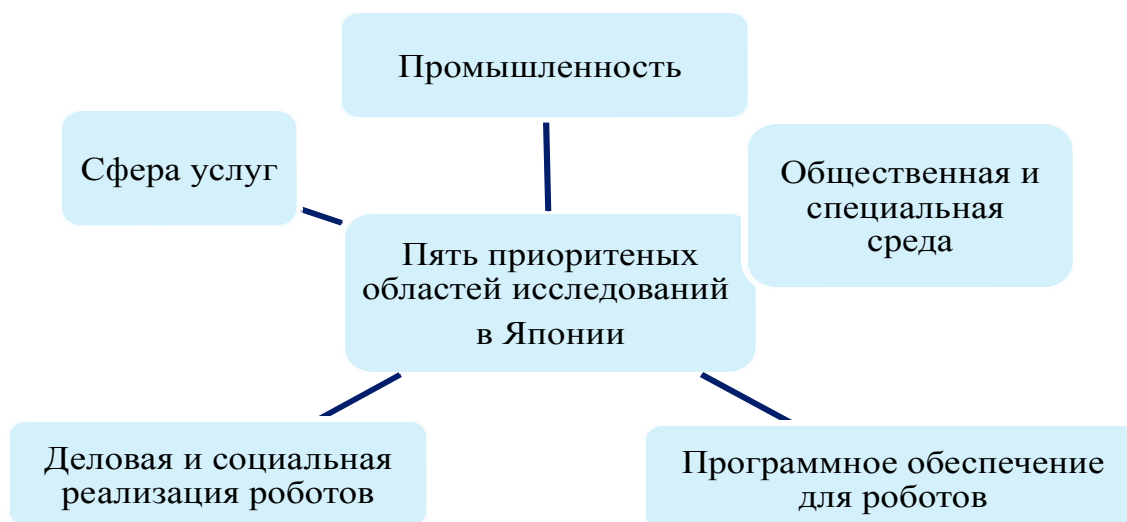 Промышленность
Сфера услуг
Общественная и
специальная
среда
Пять приоритеных
областей исследований
в Японии
Деловая и социальная
реализация роботов
Программное обеспечение
для роботов